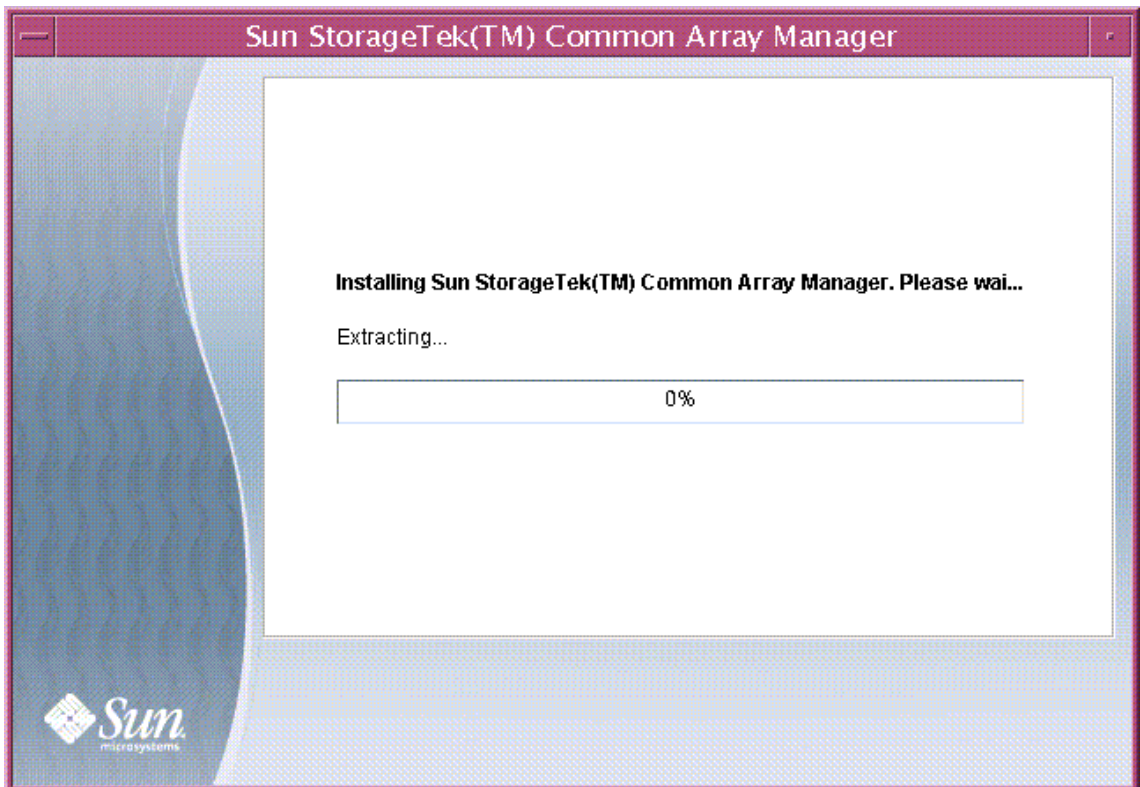 Sun StorageTek(TM) Common Array Manager
Installing Sun StorageTek(TM) Common Array Manager. Please wai...
Extracting...
0%
Sun
microsystems